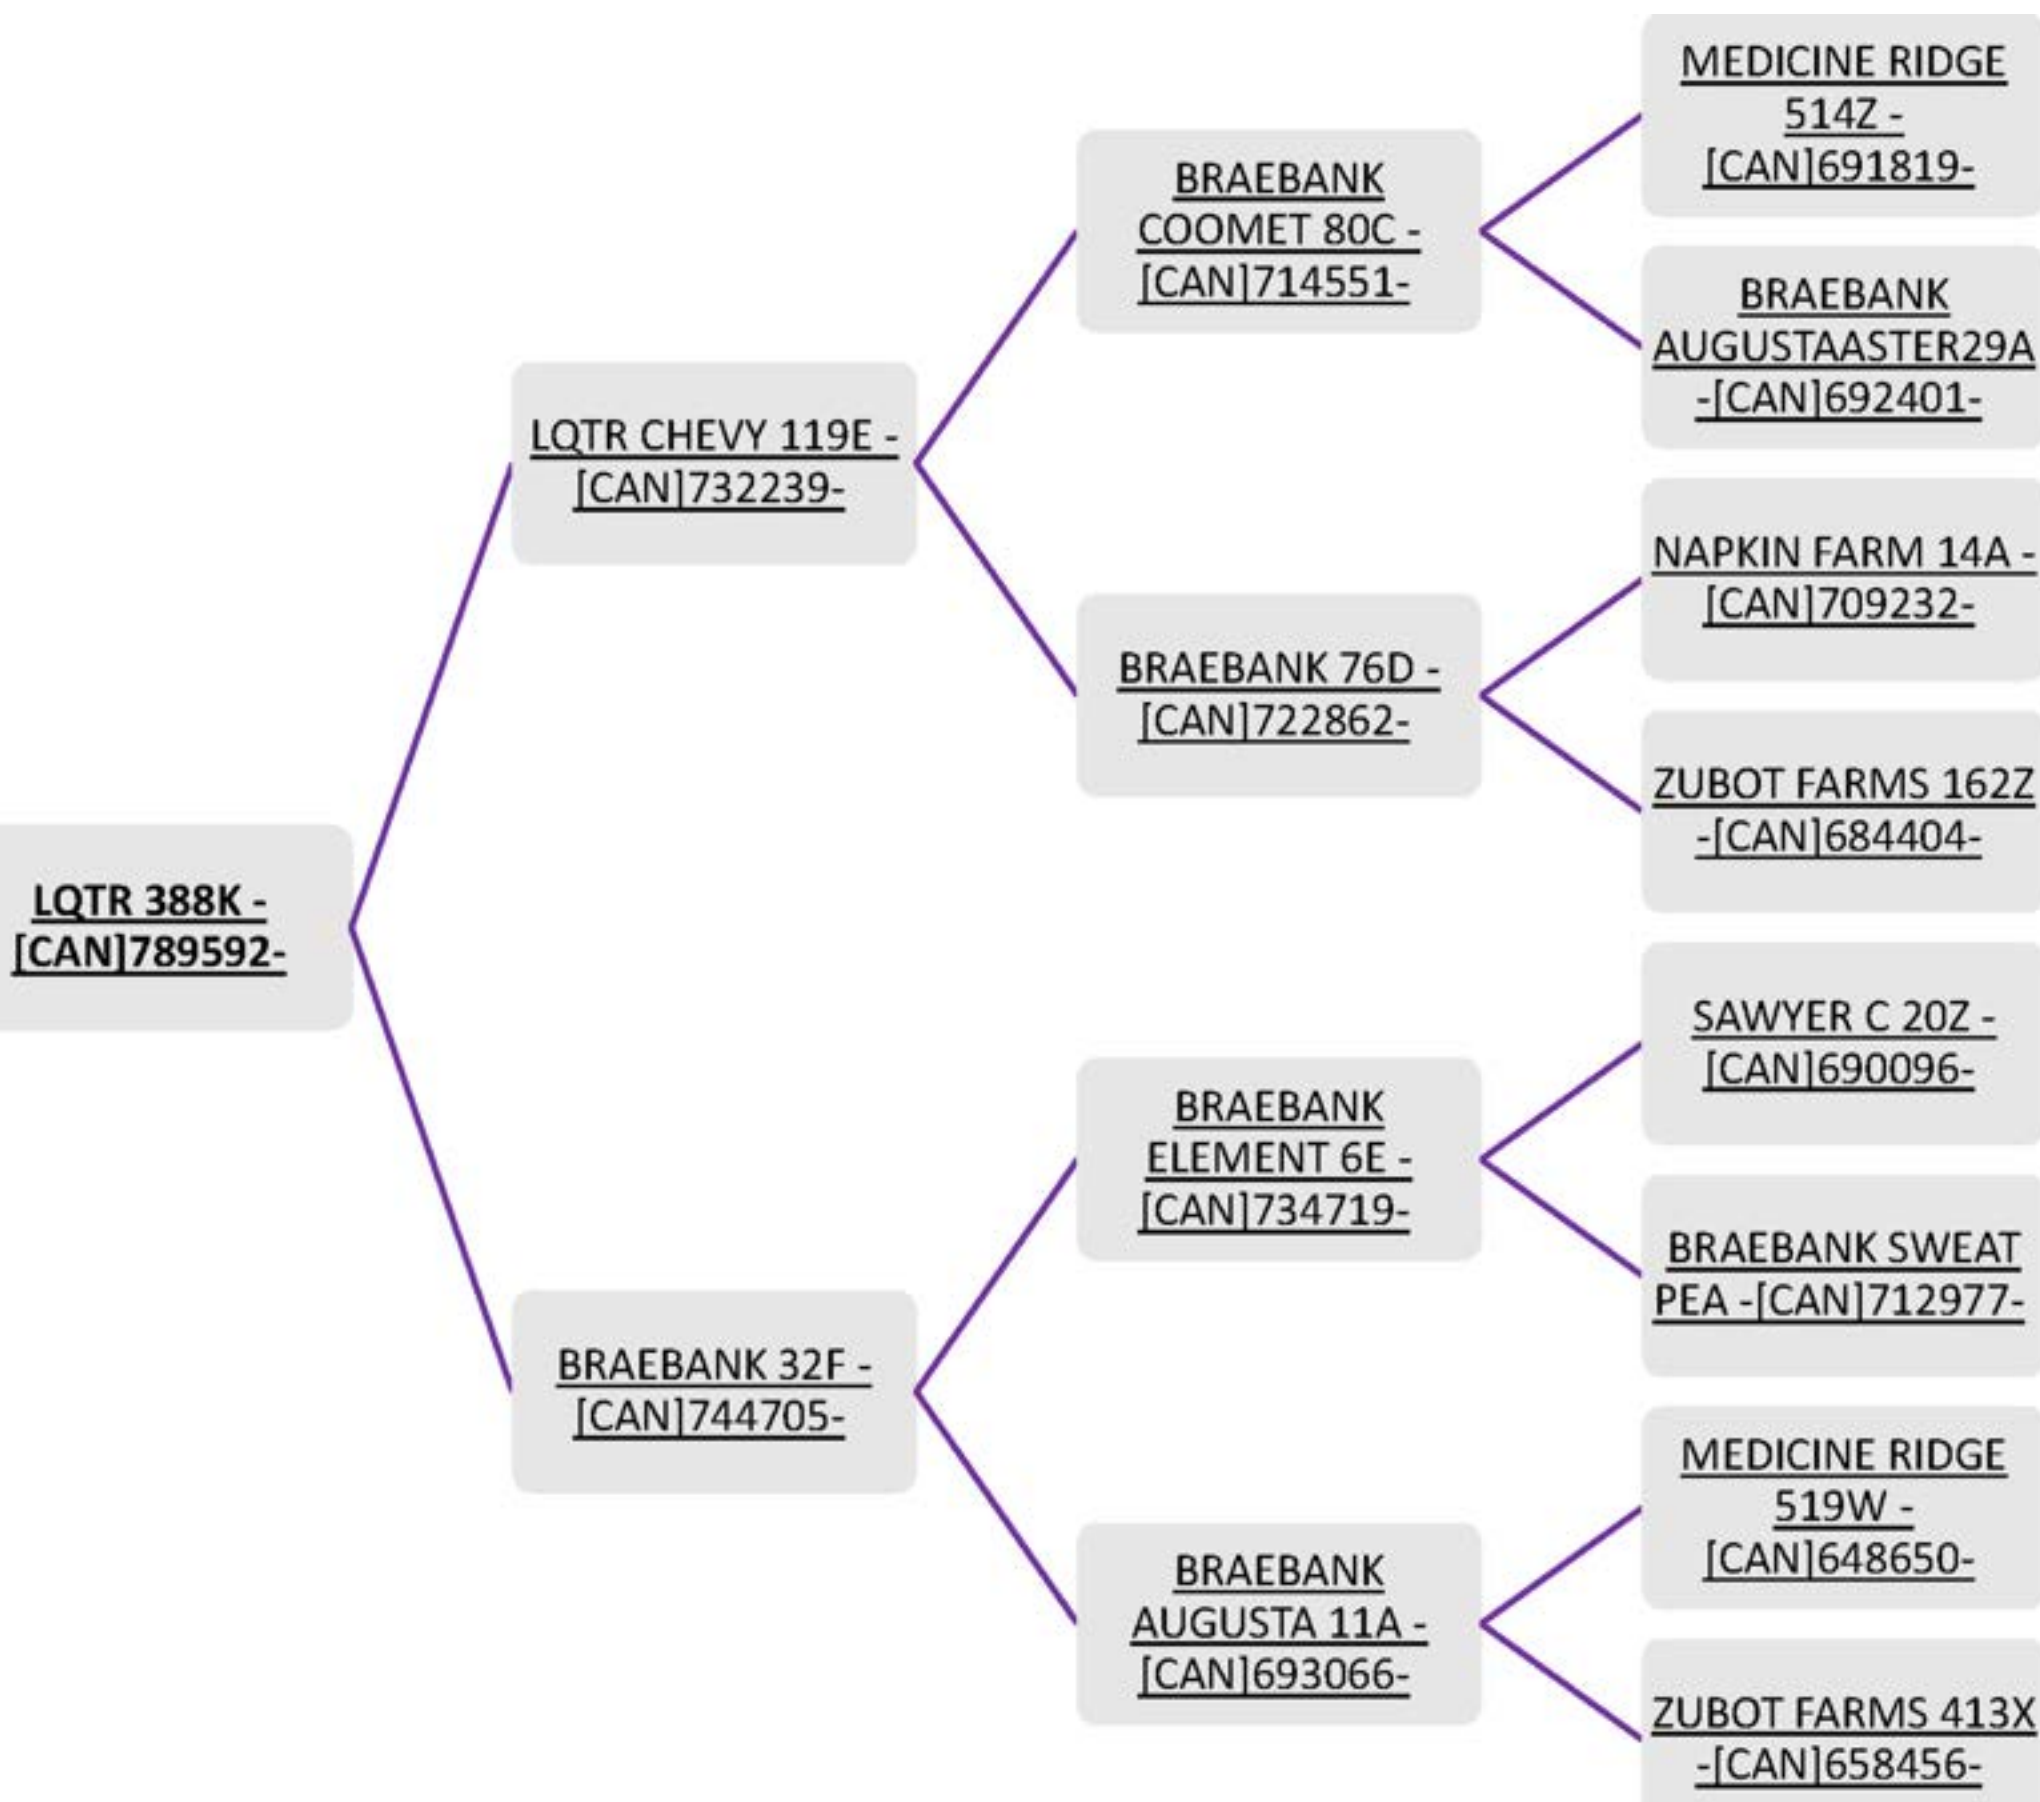 MEDICINE RIDGE
514Z -
[CAN]691819-
BRAEBANK
COOMET 80C -
[CAN]714551-
BRAEBANK
AUGUSTAASTER29A
-[CAN]692401-
LQTR CHEVY 119E -
[CAN]732239-
NAPKIN FARM 14A -
[CAN]709232-
BRAEBANK 76D -
[CAN]722862-
ZUBOT FARMS 162Z
-[CAN]684404-
LQTR 388K -
[CAN]789592-
SAWYER C 20Z -
[CAN]690096-
BRAEBANK
ELEMENT 6E -
[CAN]734719-
BRAEBANK SWEAT
PEA -[CAN]712977-
BRAEBANK 32F -
[CAN]744705-
MEDICINE RIDGE
519W -
[CAN]648650-
BRAEBANK
AUGUSTA 11A -
[CAN]693066-
ZUBOT FARMS 413X
-[CAN]658456-